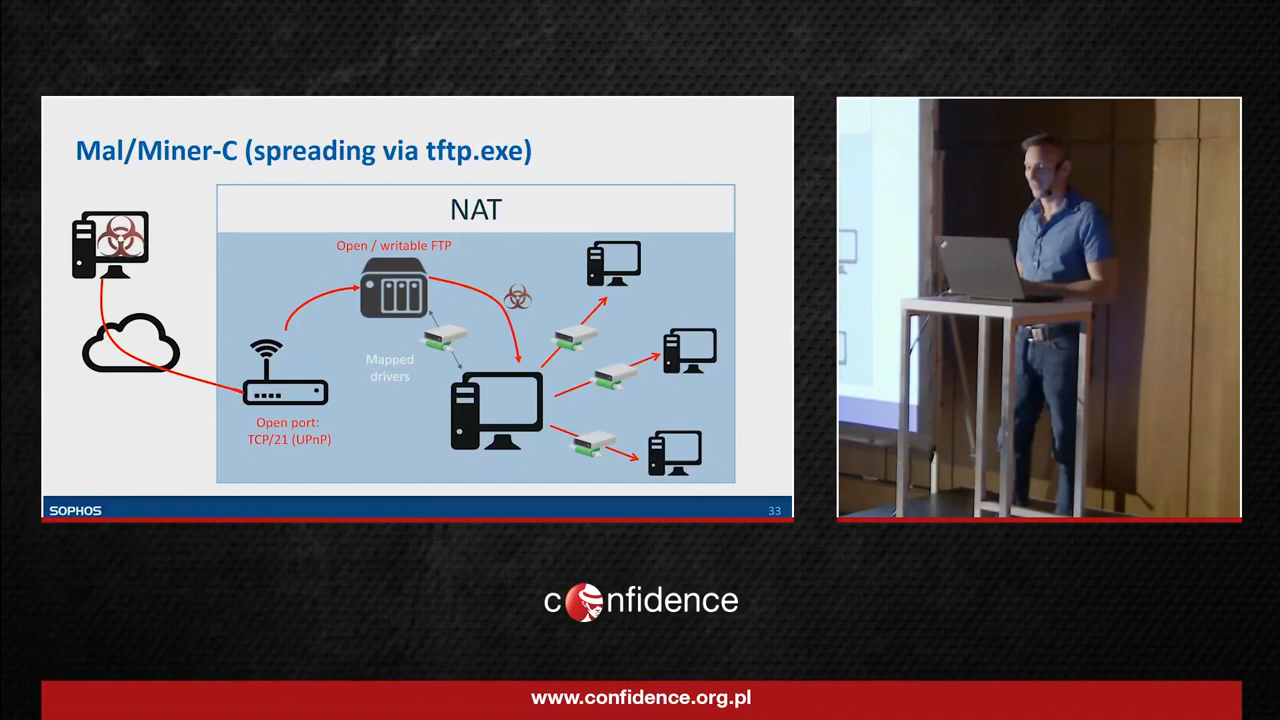 Mal/Miner-C (spreading via tftp.exe)
NAT
Open / writable FTP
Mapped
drivers
Open port:
TCP/21 (UPnP)
SOPHOS
33
confidence
www.confidence.org.pl